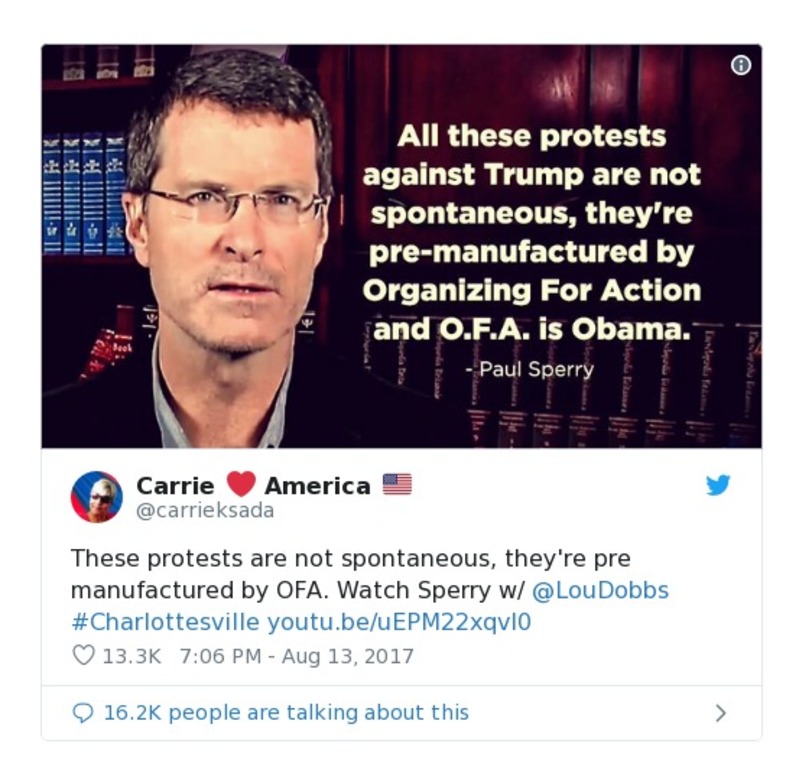 All these protests
against Trump are not
spontaneous, they're
pre-manufactured by
Organizing For Action
and O.F.A. is Obama.
- Paul Sperry
Carrie ❤️ America 🇺🇸
@carrieksada
These protests are not spontaneous, they're pre
manufactured by OFA. Watch Sperry w/ @LouDobbs
#Charlottesville youtu.be/uEPM22xqvl0
13.3K 7:06 PM - Aug 13, 2017
16.2K people are talking about this